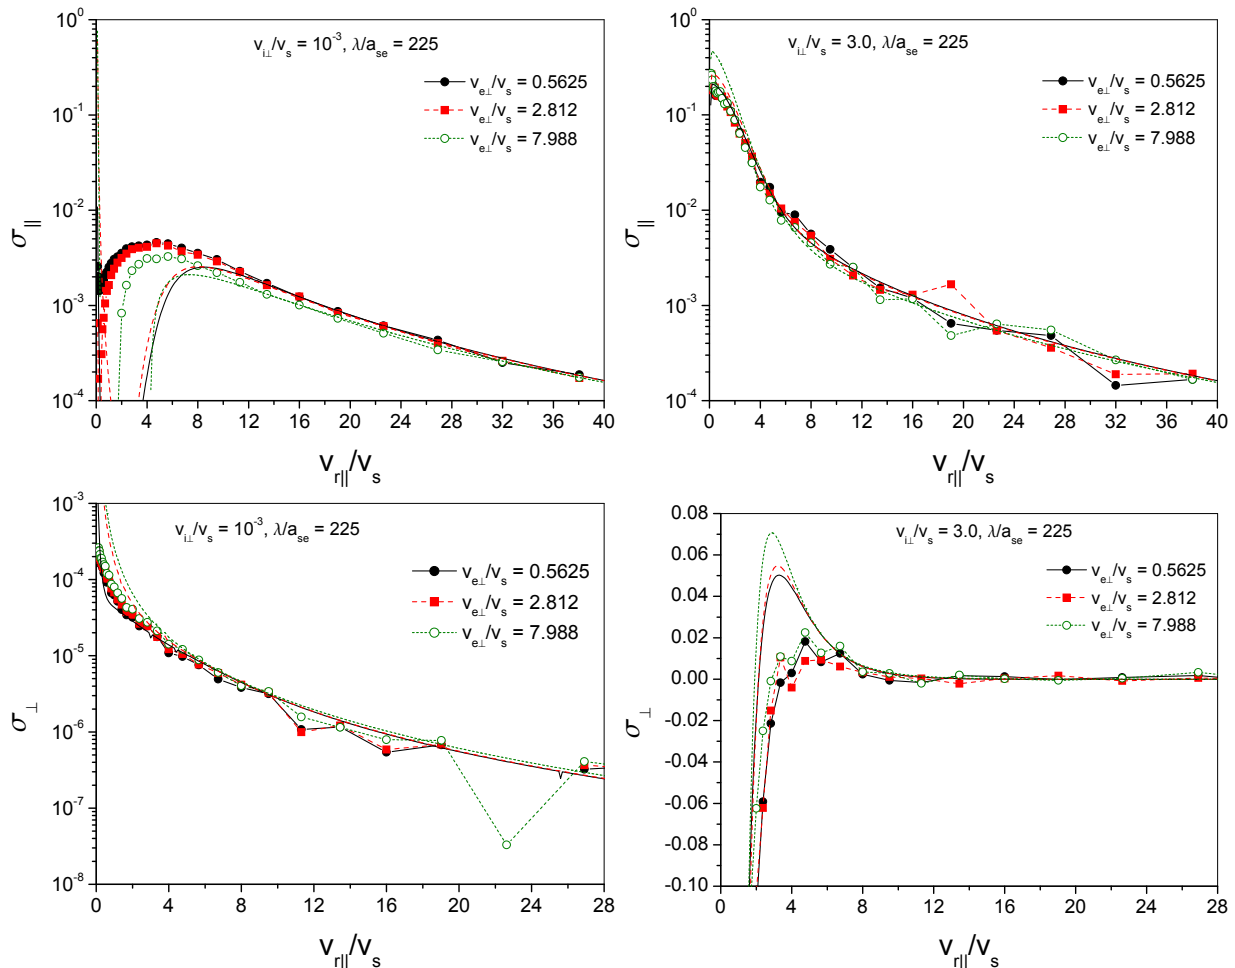 10⁰
10⁻¹
10⁻²
10⁻³
10⁻⁴
σ∥
v_i⊥/v_s = 10⁻³, λ/a_se = 225
v_e⊥/v_s = 0.5625
v_e⊥/v_s = 2.812
v_e⊥/v_s = 7.988
0 4 8 12 16 20 24 28 32 36 40
v_r||/v_s
10⁰
10⁻¹
10⁻²
10⁻³
10⁻⁴
σ∥
v_i⊥/v_s = 3.0, λ/a_se = 225
v_e⊥/v_s = 0.5625
v_e⊥/v_s = 2.812
v_e⊥/v_s = 7.988
0 4 8 12 16 20 24 28 32 36 40
v_r||/v_s
10⁻³
10⁻⁴
10⁻⁵
10⁻⁶
10⁻⁷
10⁻⁸
σ⊥
v_i⊥/v_s = 10⁻³, λ/a_se = 225
v_e⊥/v_s = 0.5625
v_e⊥/v_s = 2.812
v_e⊥/v_s = 7.988
0 4 8 12 16 20 24 28
v_r||/v_s
0.08
0.06
0.04
0.02
0.00
-0.02
-0.04
-0.06
-0.08
-0.10
σ⊥
v_i⊥/v_s = 3.0, λ/a_se = 225
v_e⊥/v_s = 0.5625
v_e⊥/v_s = 2.812
v_e⊥/v_s = 7.988
0 4 8 12 16 20 24 28
v_r||/v_s